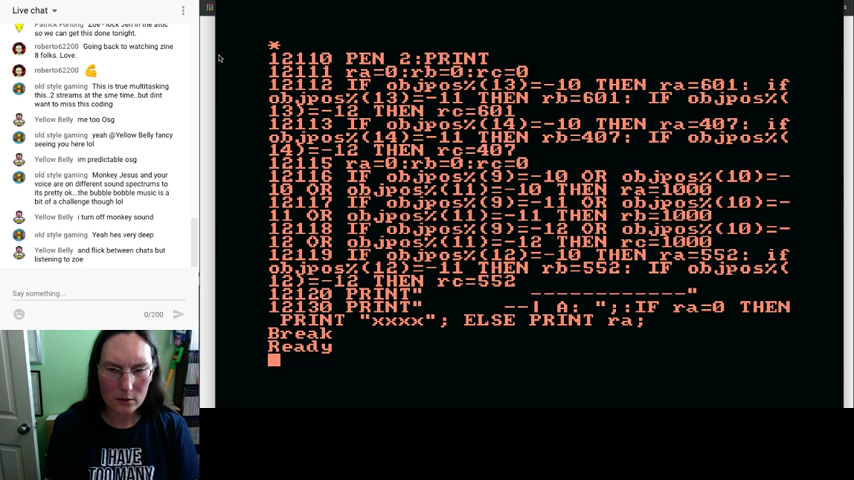 Live chat
Patrick Furlong Zoe - lock Jen in the attic
so we can get this done tonight.
roberto62200 Going back to watching zine
8 folks. Love.
roberto62200
old style gaming This is true multitasking
this..2 streams at the sme time..but dint
want to miss this coding
Yellow Belly me too Osg
old style gaming yeah @Yellow Belly fancy
seeing you here lol
Yellow Belly im predicable osg
old style gaming Monkey Jesus and your
voice are on different sound spectrums to
its pretty ok...the bubble bobble music is a
bit of a challenge though lol
Yellow Belly i turn off monkey sound
old style gaming Yeah hes very deep
Yellow Belly and flick between chats but
listening to zoe
Say something...
0/200
I HAVE
TOO MANY
*
12110 PEN 2:PRINT
12111 ra=0:rb=0:rc=0
12112 IF objpos%(13)=-10 THEN ra=601: if
objpos%(13)=-11 THEN rb=601: IF objpos%(
13)=-12 THEN rc=601
12113 IF objpos%(14)=-10 THEN ra=407: if
objpos%(14)=-11 THEN rb=407: IF objpos%(
14)=-12 THEN rc=407
12115 ra=0:rb=0:rc=0
12116 IF objpos%(9)=-10 OR objpos%(10)=-
10 OR objpos%(11)=-10 THEN ra=1000
12117 IF objpos%(9)=-11 OR objpos%(10)=-
11 OR objpos%(11)=-11 THEN rb=1000
12118 IF objpos%(9)=-12 OR objpos%(10)=-
12 OR objpos%(11)=-12 THEN rc=1000
12119 IF objpos%(12)=-10 THEN ra=552: if
objpos%(12)=-11 THEN rb=552: IF objpos%(
12)=-12 THEN rc=552
12120 PRINT" ------------"
12130 PRINT" --| A: ";:IF ra=0 THEN
PRINT "xxxx"; ELSE PRINT ra;
Break
Ready